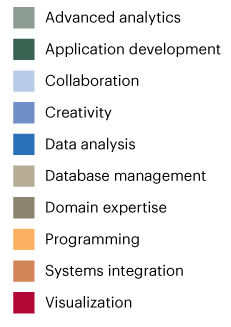 Advanced analytics
Application development
Collaboration
Creativity
Data analysis
Database management
Domain expertise
Programming
Systems integration
Visualization